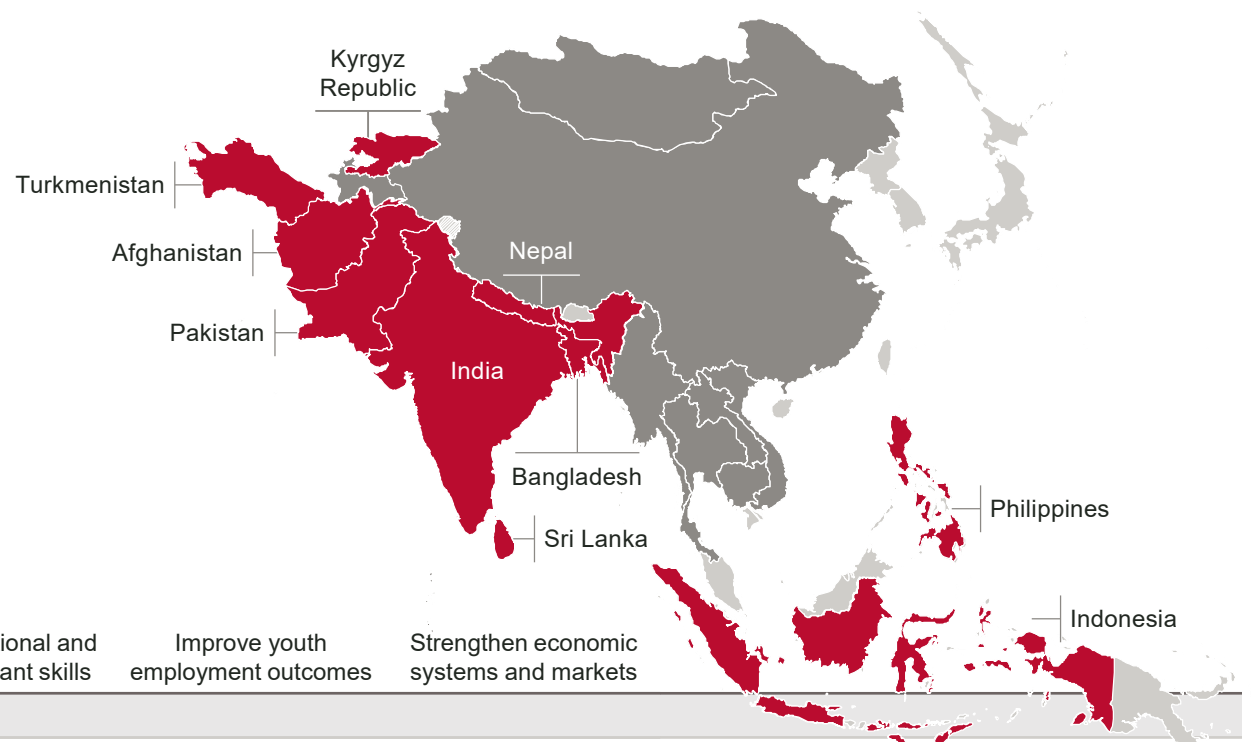 Kyrgyz
Republic
Turkmenistan
Afghanistan
Nepal
Pakistan
India
Bangladesh
Philippines
Sri Lanka
Indonesia
ional and
ant skills
Improve youth
employment outcomes
Strengthen economic
systems and markets